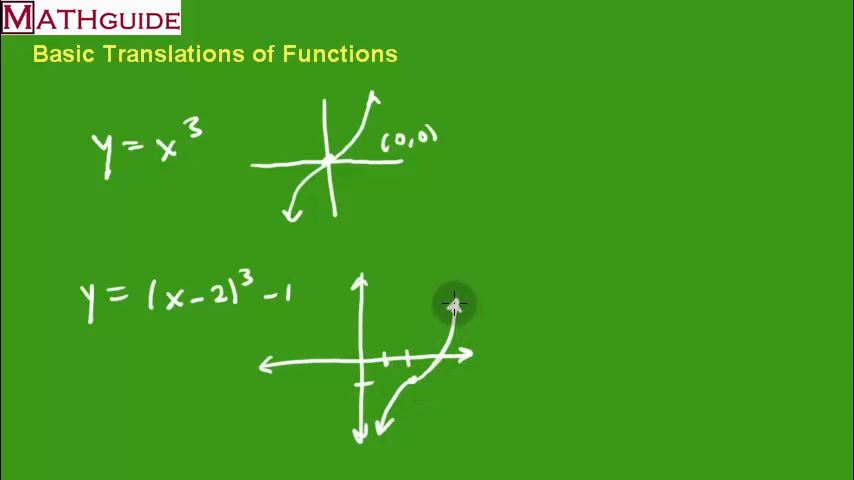 MATHGUIDE
Basic Translations of Functions
y = x³
(0,0)
y = (x - 2)³ - 1